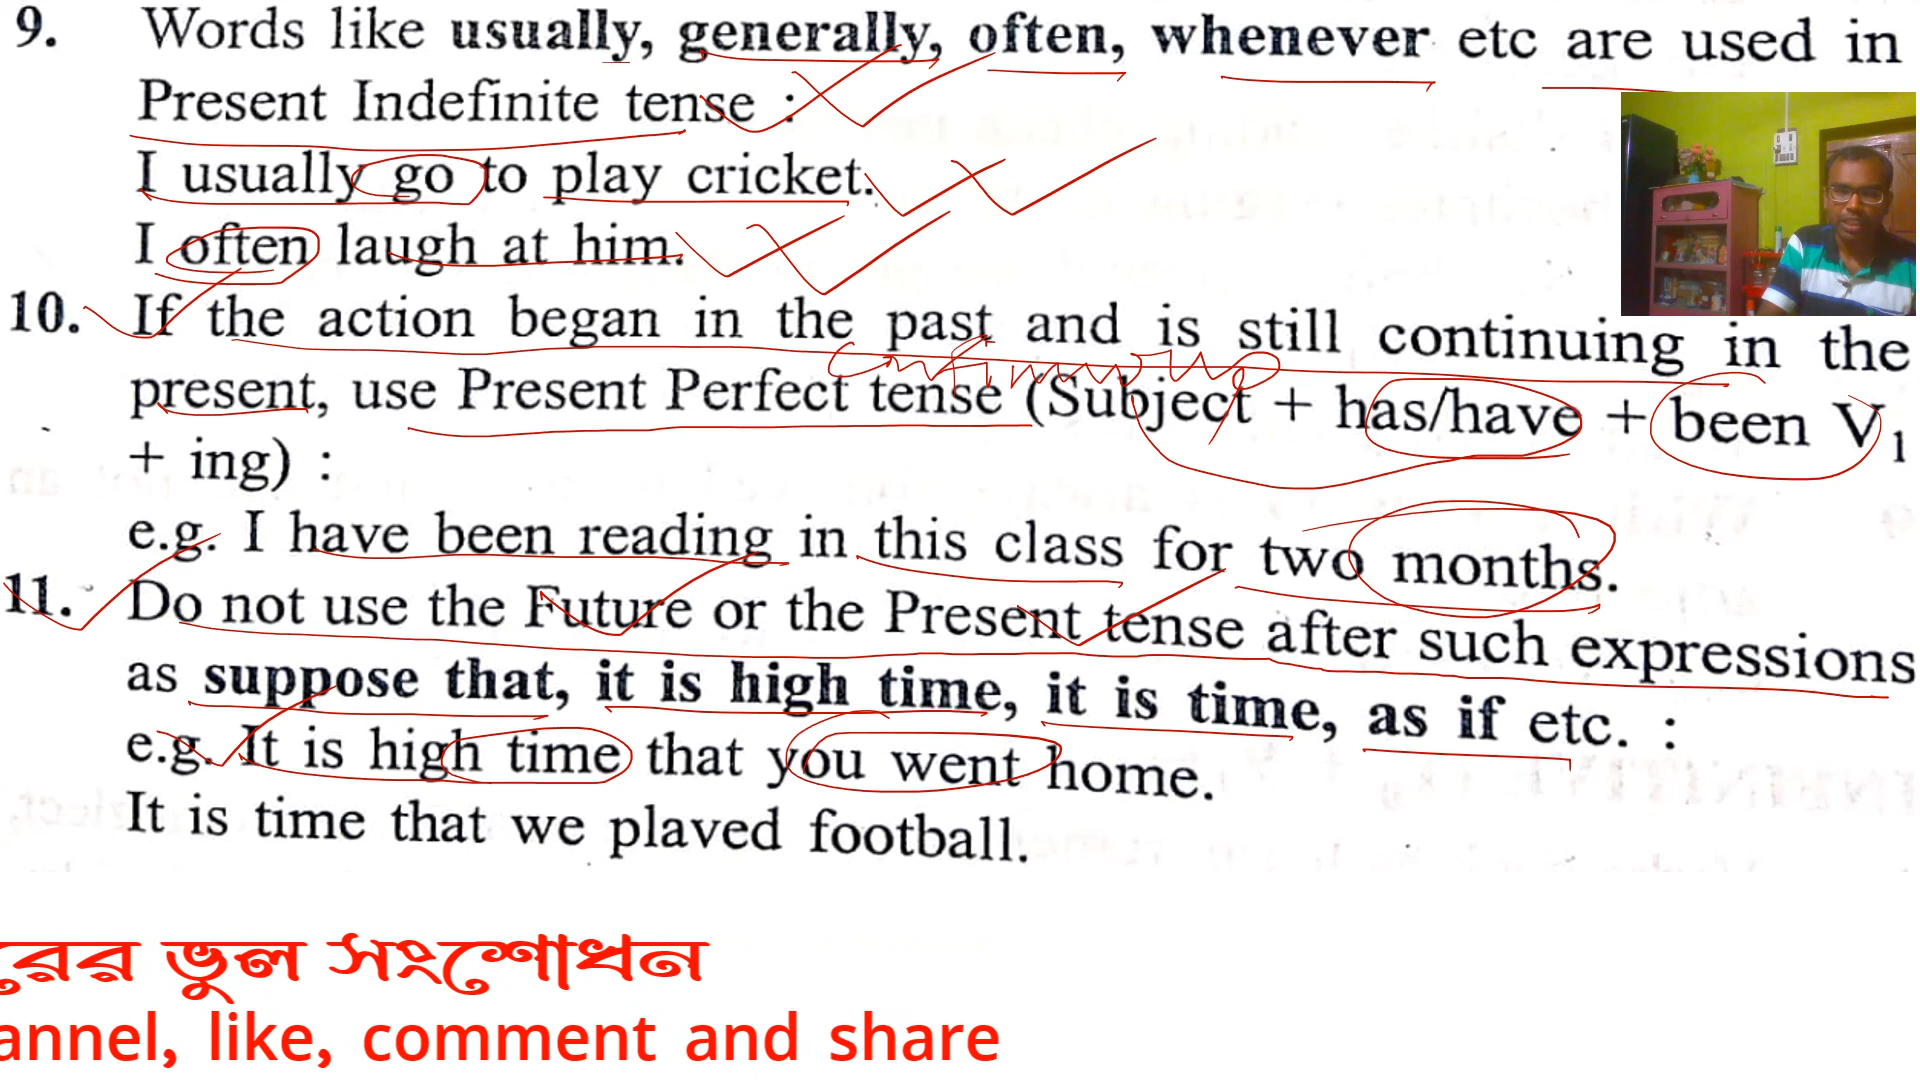 9. Words like usually, generally, often, whenever etc are used in
Present Indefinite tense :
I usually go to play cricket.
I often laugh at him.
10. If the action began in the past and is still continuing in the
continuous
present, use Present Perfect tense (Subject + has/have + been V1
+ ing) :
e.g. I have been reading in this class for two months.
11. Do not use the Future or the Present tense after such expressions
as suppose that, it is high time, it is time, as if etc. :
e.g. It is high time that you went home.
It is time that we played football.
ভুল সংশোধন
annel, like, comment and share